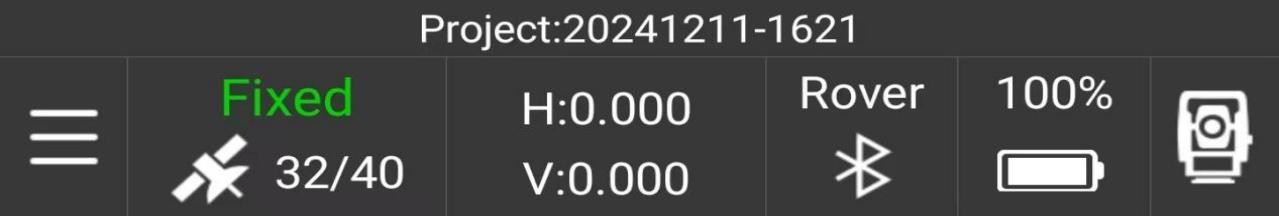 Project:20241211-1621
Fixed
32/40
H:0.000
V:0.000
Rover
100%